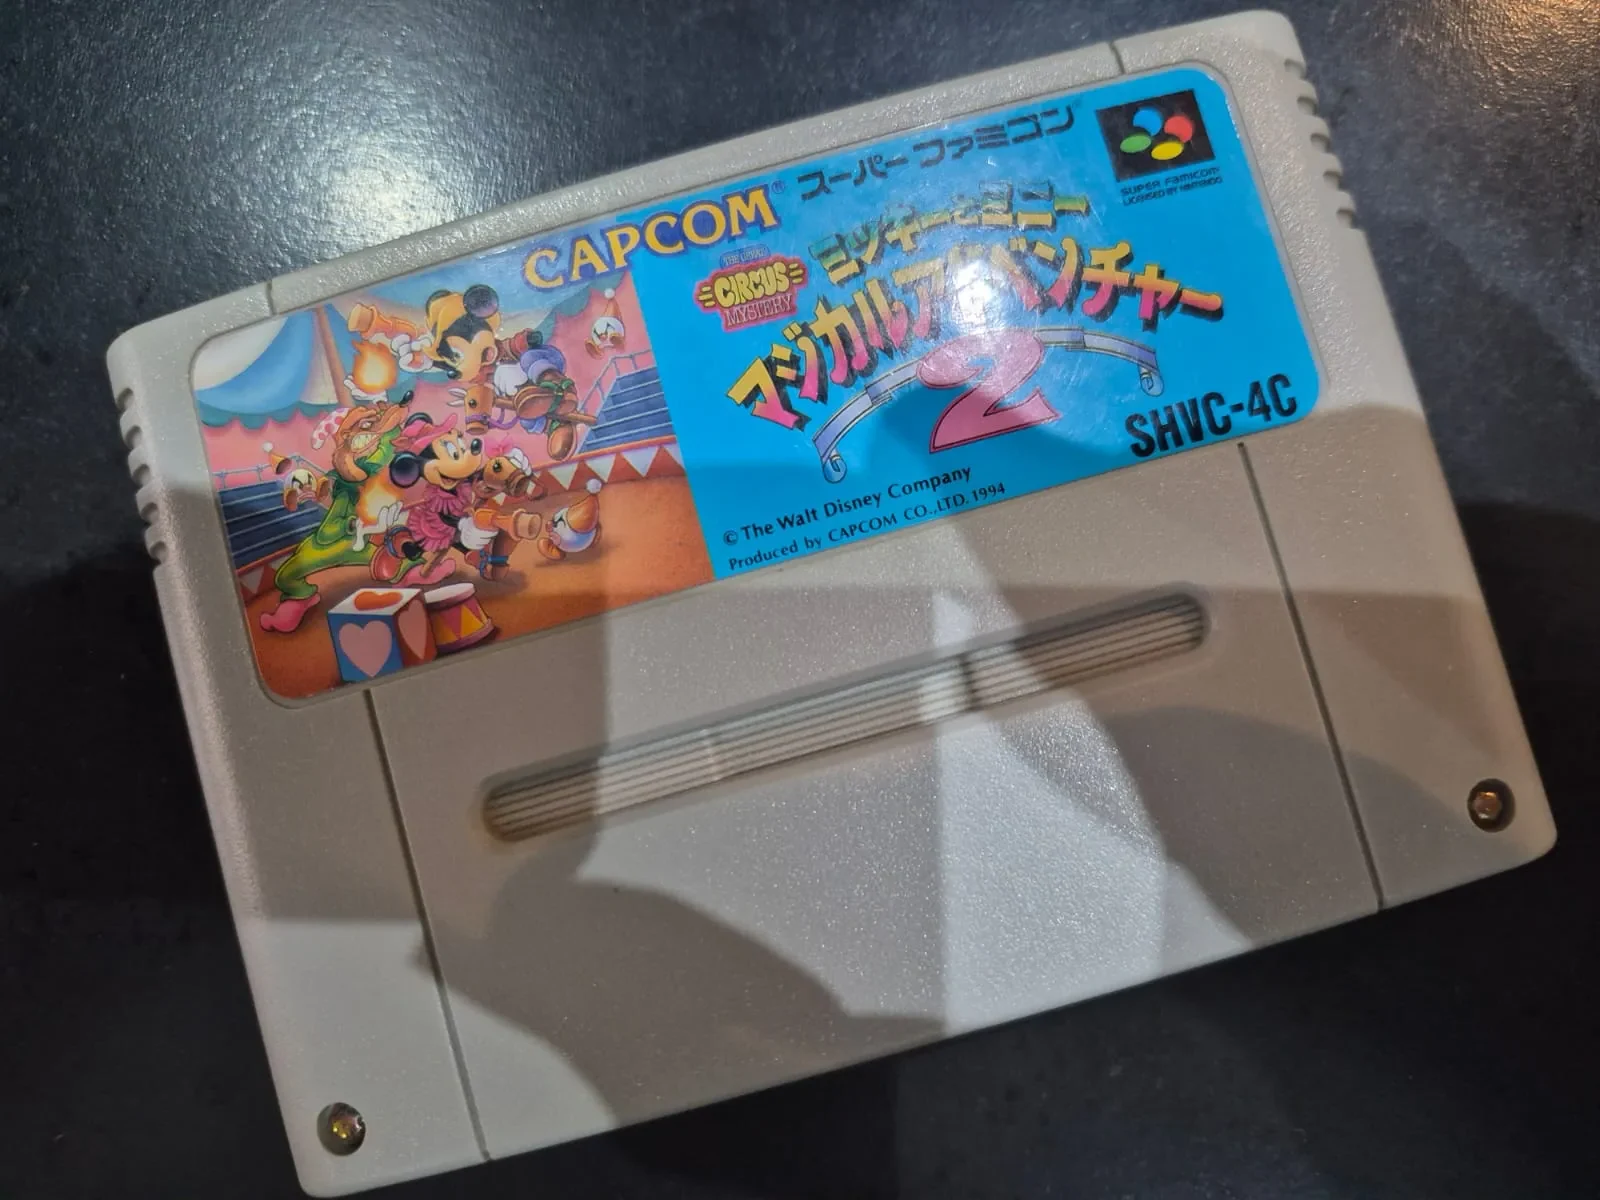 CAPCOM®
スーパーファミコン
SUPER FAMICOM
LICENSED BY NINTENDO
THE GREAT
CIRCUS
MYSTERY
ミッキーとミニー
マジカルアドベンチャー
2
SHVC-4C
© The Walt Disney Company
Produced by CAPCOM CO.,LTD. 1994